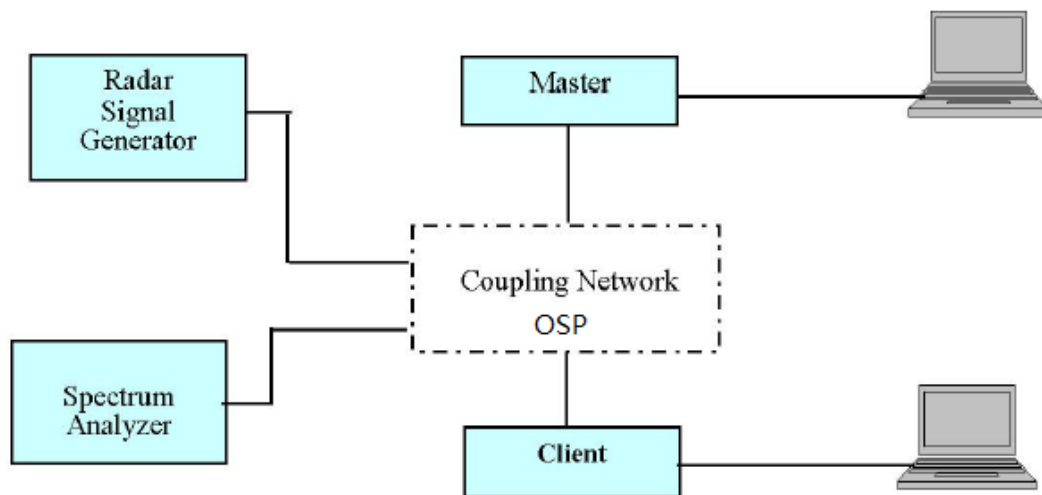 Radar
Signal
Generator
Master
Coupling Network
OSP
Spectrum
Analyzer
Client